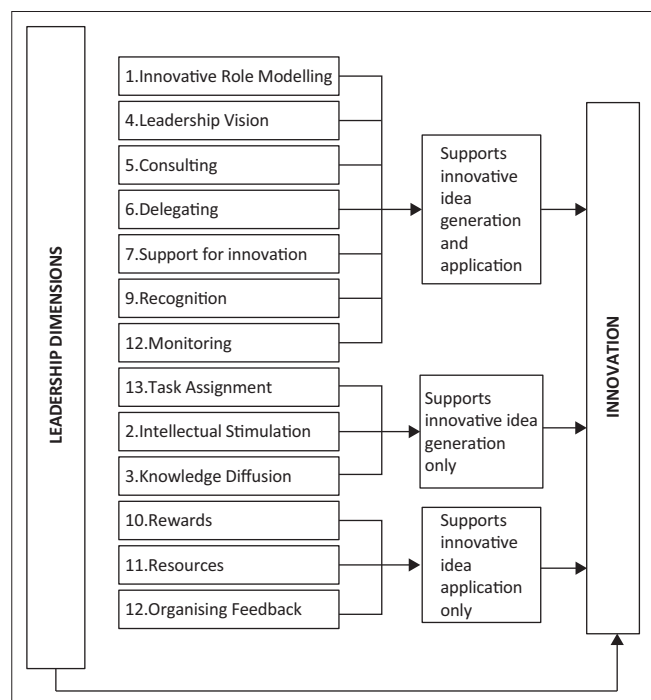 LEADERSHIP DIMENSIONS
1.Innovative Role Modelling
4.Leadership Vision
5.Consulting
6.Delegating
7.Support for innovation
9.Recognition
12.Monitoring
13.Task Assignment
2.Intellectual Stimulation
3.Knowledge Diffusion
10.Rewards
11.Resources
12.Organising Feedback
Supports
innovative
idea
generation
and
application
Supports
innovative idea
generation
only
Supports
innovative
idea
application
only
INNOVATION